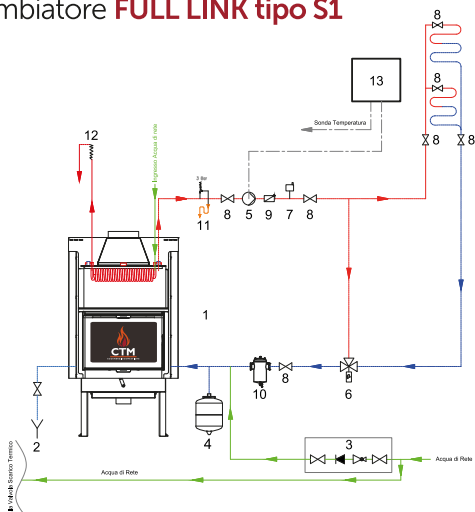 mbiatore FULL LINK tipo S1
8
13
8
Sonda Temperatura
12
Ingresso Acqua di rete
8
8
3 Bar
11
8
5
9
7
8
1
CTM
10
8
6
4
2
3
Acqua di Rete
Acqua di Rete
Valvola Scarico Termico